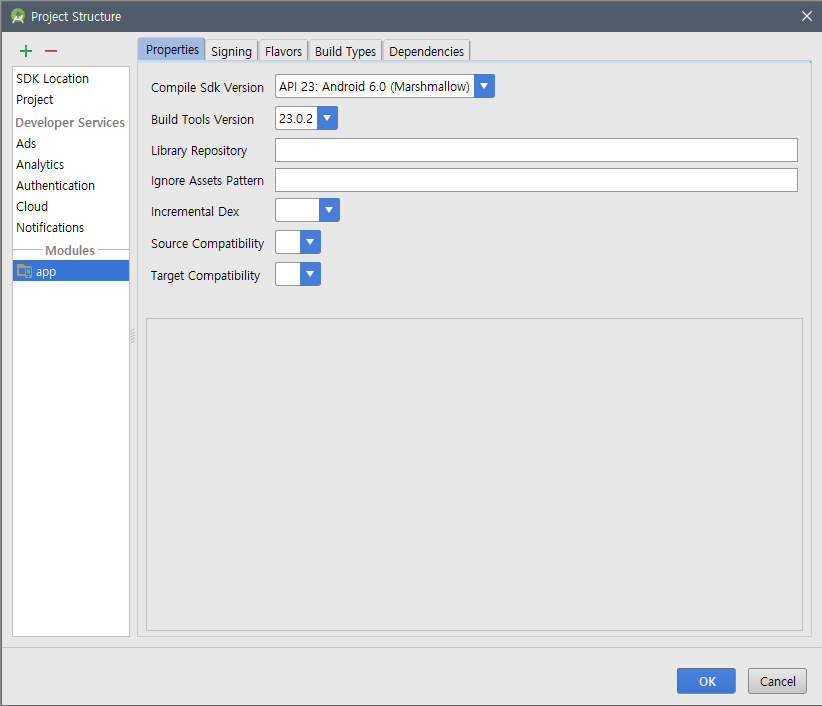 Project Structure
SDK Location
Project
Developer Services
Ads
Analytics
Authentication
Cloud
Notifications
Modules
app
Properties
Signing
Flavors
Build Types
Dependencies
Compile Sdk Version API 23: Android 6.0 (Marshmallow)
Build Tools Version 23.0.2
Library Repository
Ignore Assets Pattern
Incremental Dex
Source Compatibility
Target Compatibility
OK
Cancel